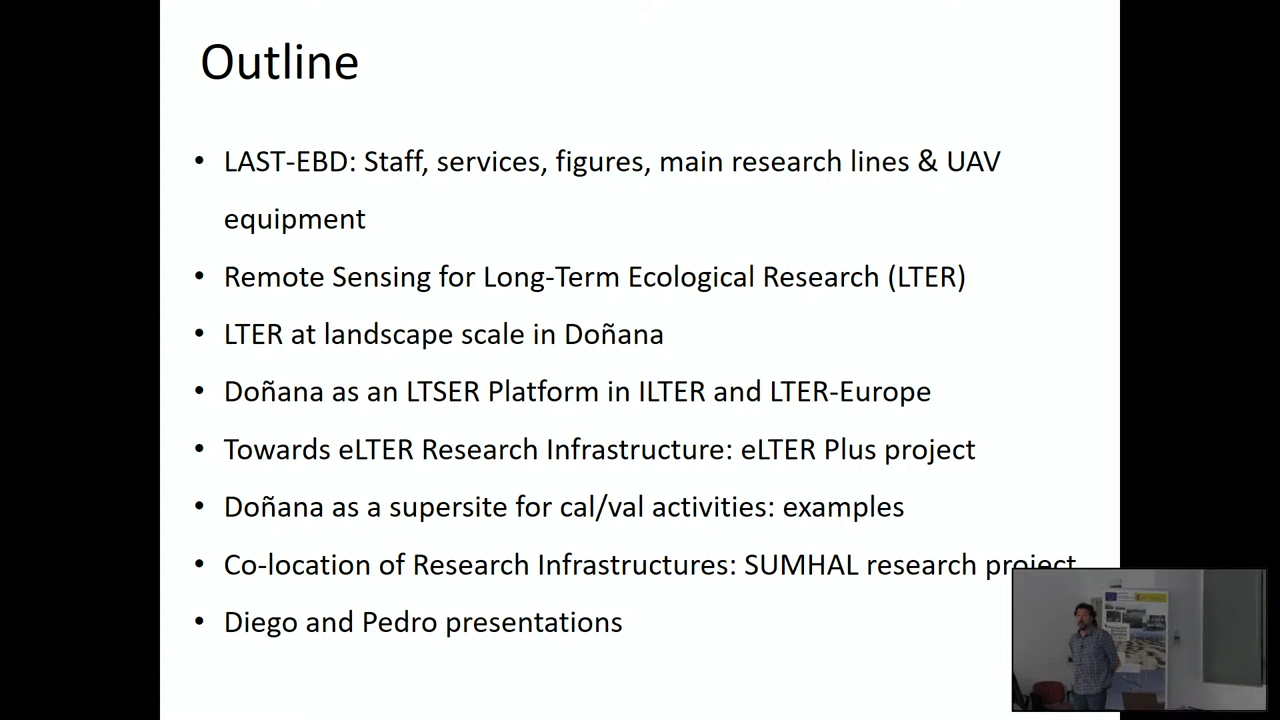 Outline
• LAST-EBD: Staff, services, figures, main research lines & UAV
equipment
• Remote Sensing for Long-Term Ecological Research (LTER)
• LTER at landscape scale in Doñana
• Doñana as an LTSER Platform in ILTER and LTER-Europe
• Towards eLTER Research Infrastructure: eLTER Plus project
• Doñana as a supersite for cal/val activities: examples
• Co-location of Research Infrastructures: SUMHAL research project
• Diego and Pedro presentations